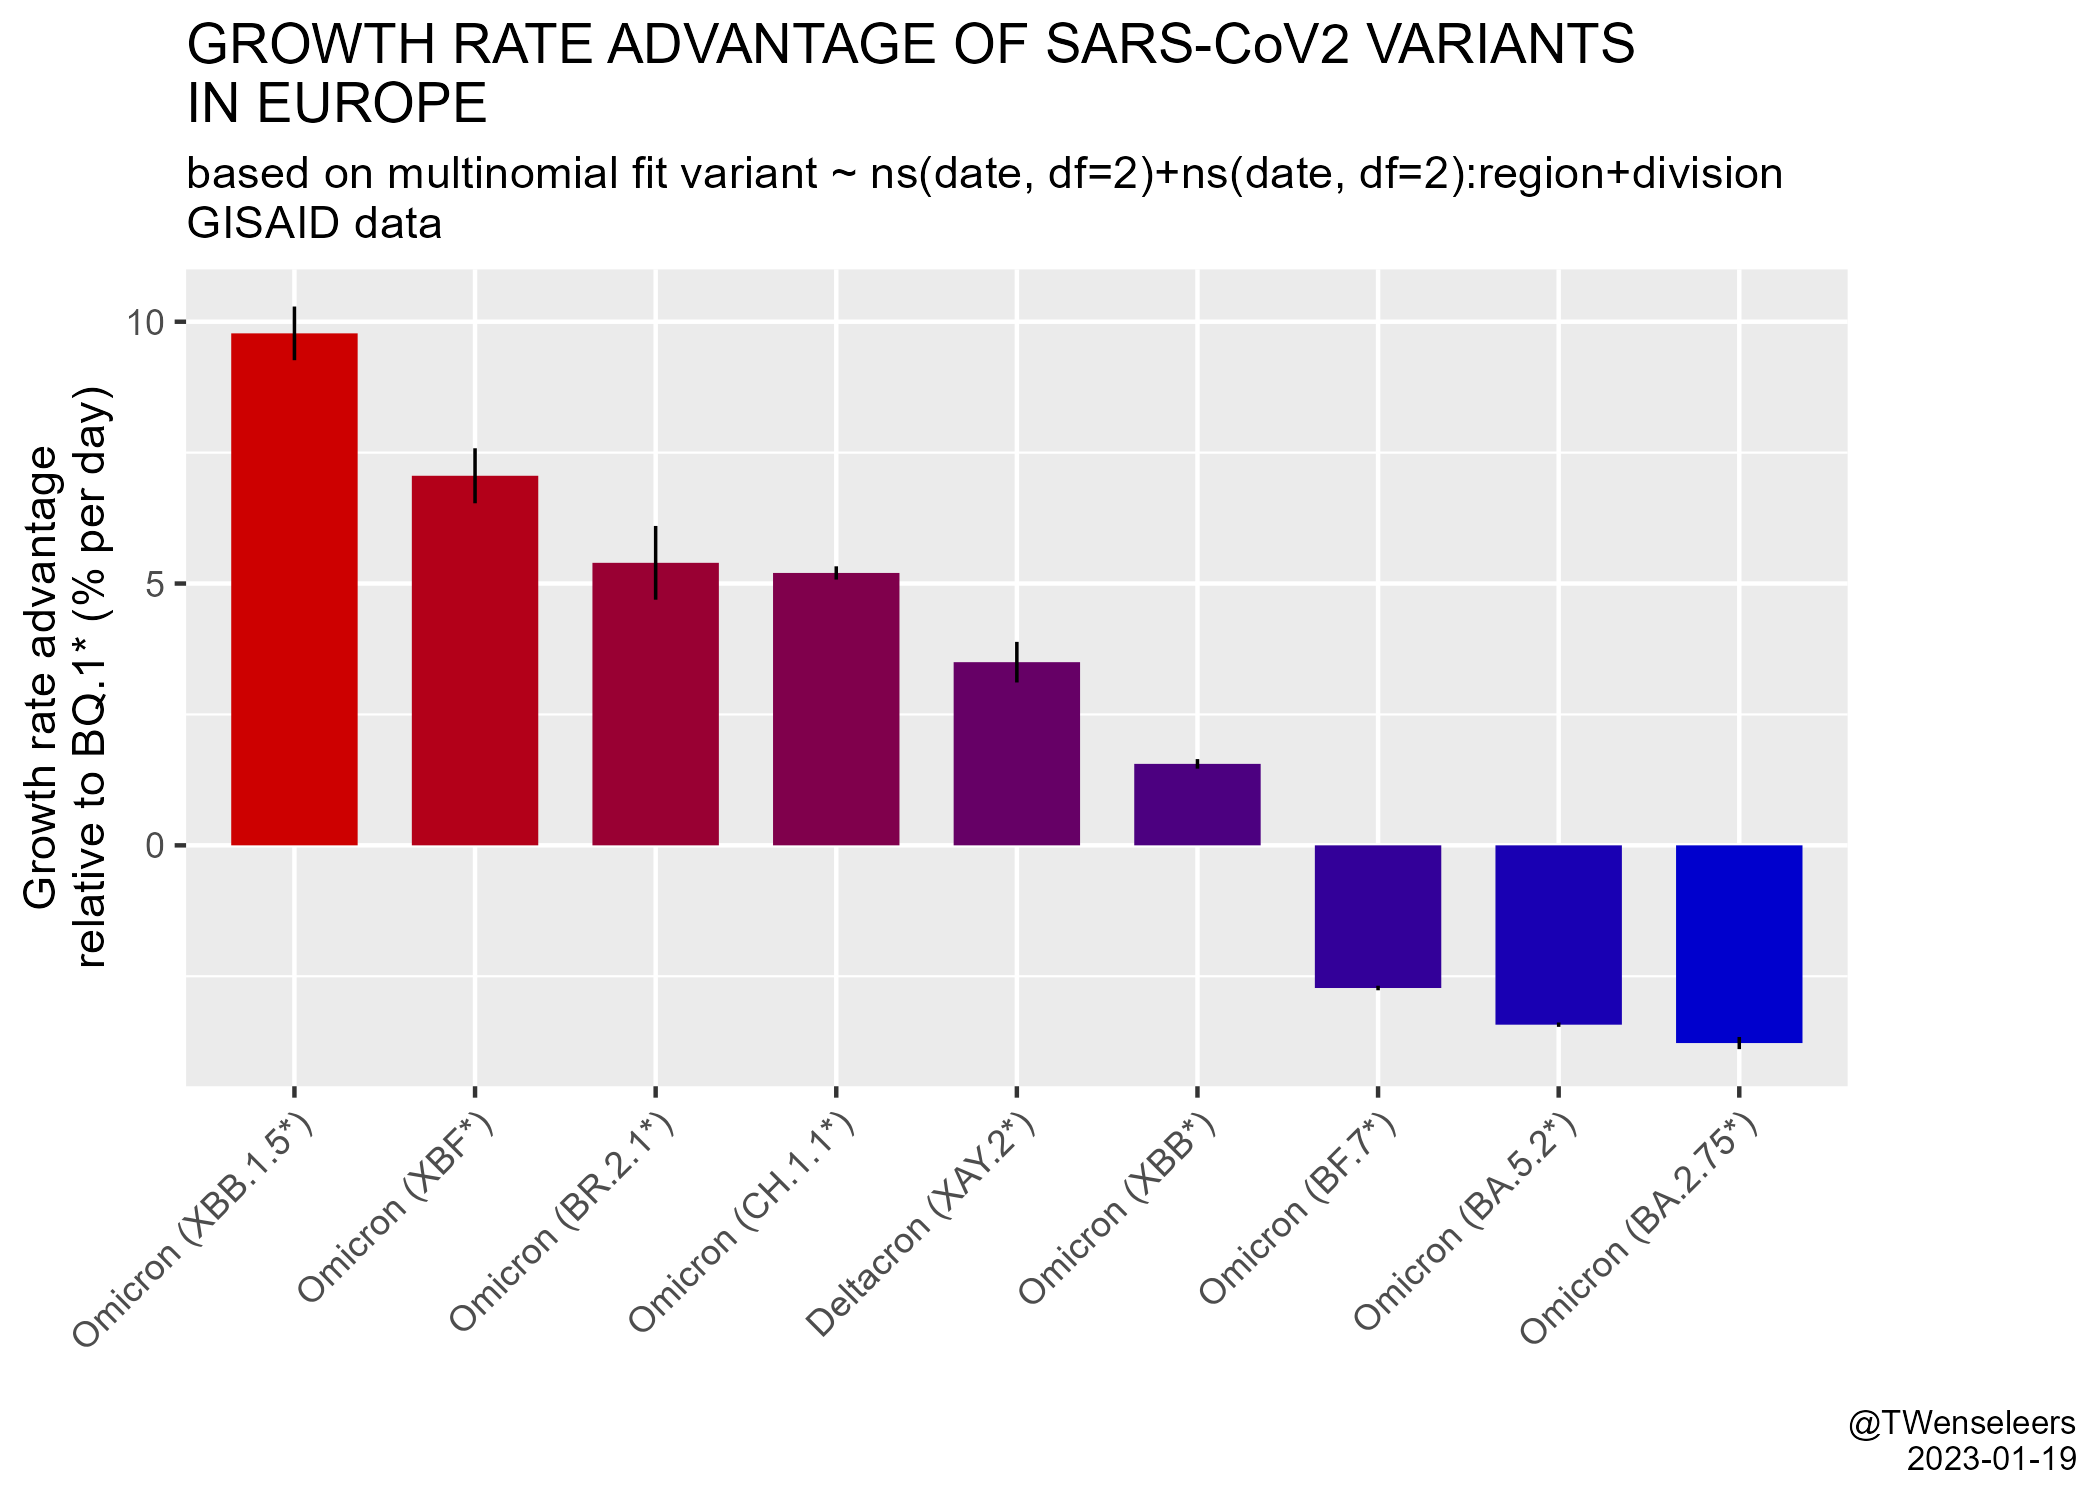 GROWTH RATE ADVANTAGE OF SARS-CoV2 VARIANTS
IN EUROPE
based on multinomial fit variant ~ ns(date, df=2)+ns(date, df=2):region+division
GISAID data
Growth rate advantage
relative to BQ.1* (% per day)
10
5
0
Omicron (XBB.1.5*)
Omicron (XBF*)
Omicron (BR.2.1*)
Omicron (CH.1.1*)
Deltacron (XAY.2*)
Omicron (XBB*)
Omicron (BF.7*)
Omicron (BA.5.2*)
Omicron (BA.2.75*)
@TWenseleers
2023-01-19